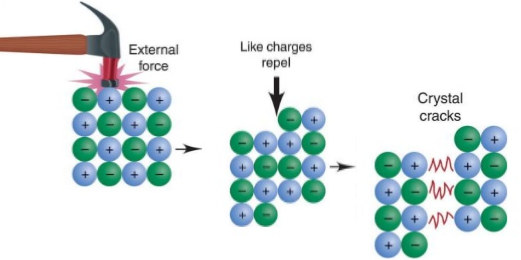 External
force
Like charges
repel
Crystal
cracks